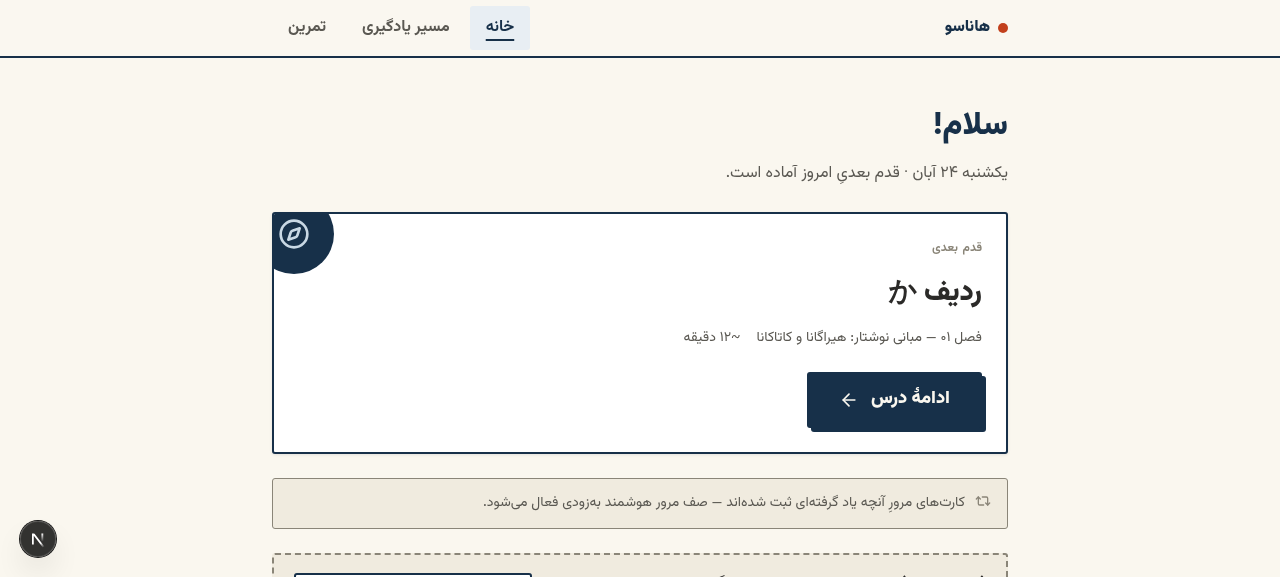 هاناسو
خانه
مسیر یادگیری
تمرین
سلام!
یکشنبه ۲۴ آبان · قدم بعدیِ امروز آماده است.
قدم بعدی
ردیف か
فصل ۰۱ — مبانی نوشتار: هیراگانا و کاتاکانا ~۱۲ دقیقه
ادامهٔ درس
کارت‌های مرورِ آنچه یاد گرفته‌ای ثبت شده‌اند — صف مرور هوشمند به‌زودی فعال می‌شود.
N